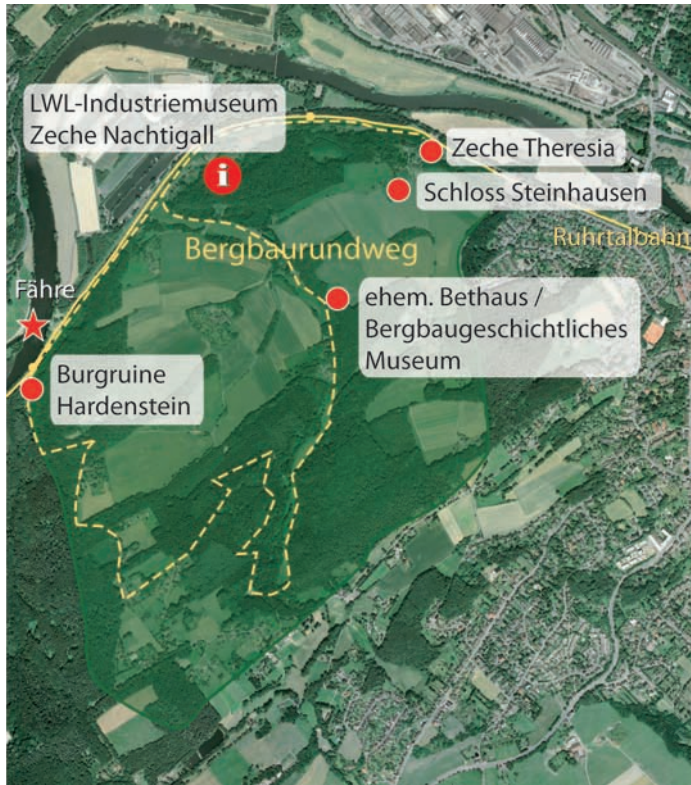 LWL-Industriemuseum
Zeche Nachtigall
i
Zeche Theresia
Schloss Steinhausen
Bergbaurundweg
Ruhrtalbahn
Fähre
ehem. Bethaus /
Bergbaugeschichtliches
Museum
Burgruine
Hardenstein